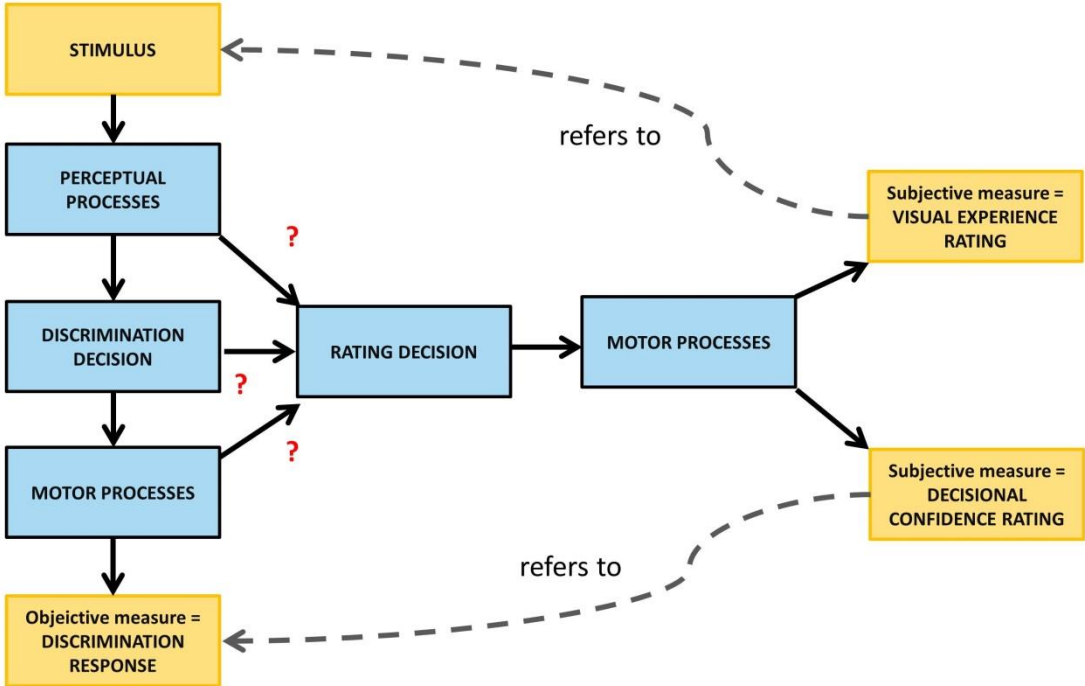 STIMULUS
refers to
PERCEPTUAL
PROCESSES
?
Subjective measure =
VISUAL EXPERIENCE
RATING
DISCRIMINATION
DECISION
?
RATING DECISION
MOTOR PROCESSES
MOTOR PROCESSES
?
Subjective measure =
DECISIONAL
CONFIDENCE RATING
refers to
Objeictive measure =
DISCRIMINATION
RESPONSE